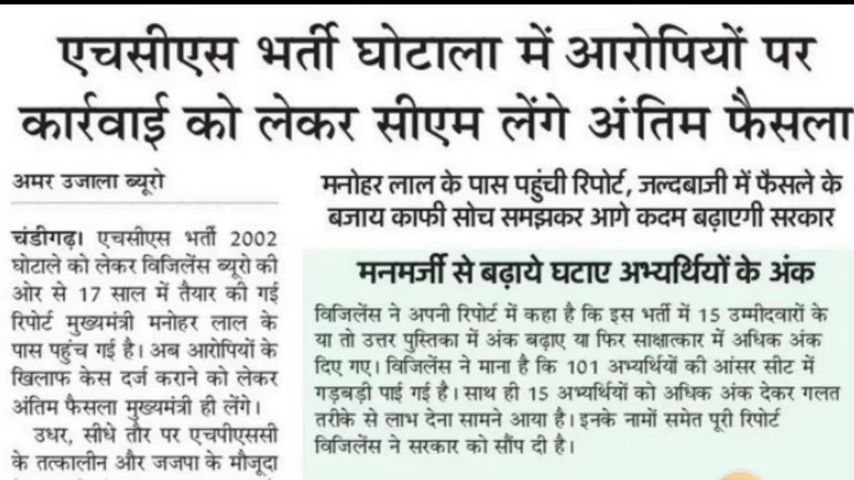 एचसीएस भर्ती घोटाला में आरोपियों पर
कार्रवाई को लेकर सीएम लेंगे अंतिम फैसला
अमर उजाला ब्यूरो
चंडीगढ़। एचसीएस भर्ती 2002
घोटाले को लेकर विजिलेंस ब्यूरो की
ओर से 17 साल में तैयार की गई
रिपोर्ट मुख्यमंत्री मनोहर लाल के
पास पहुंच गई है। अब आरोपियों के
खिलाफ केस दर्ज कराने को लेकर
अंतिम फैसला मुख्यमंत्री ही लेंगे।
उधर, सीधे तौर पर एचपीएससी
के तत्कालीन और जजपा के मौजूदा
मनोहर लाल के पास पहुंची रिपोर्ट, जल्दबाजी में फैसले के
बजाय काफी सोच समझकर आगे कदम बढ़ाएगी सरकार
मनमर्जी से बढ़ाये घटाए अभ्यर्थियों के अंक
विजिलेंस ने अपनी रिपोर्ट में कहा है कि इस भर्ती में 15 उम्मीदवारों के
या तो उत्तर पुस्तिका में अंक बढ़ाए या फिर साक्षात्कार में अधिक अंक
दिए गए। विजिलेंस ने माना है कि 101 अभ्यर्थियों की आंसर सीट में
गड़बड़ी पाई गई है। साथ ही 15 अभ्यर्थियों को अधिक अंक देकर गलत
तरीके से लाभ देना सामने आया है। इनके नामों समेत पूरी रिपोर्ट
विजिलेंस ने सरकार को सौंप दी है।